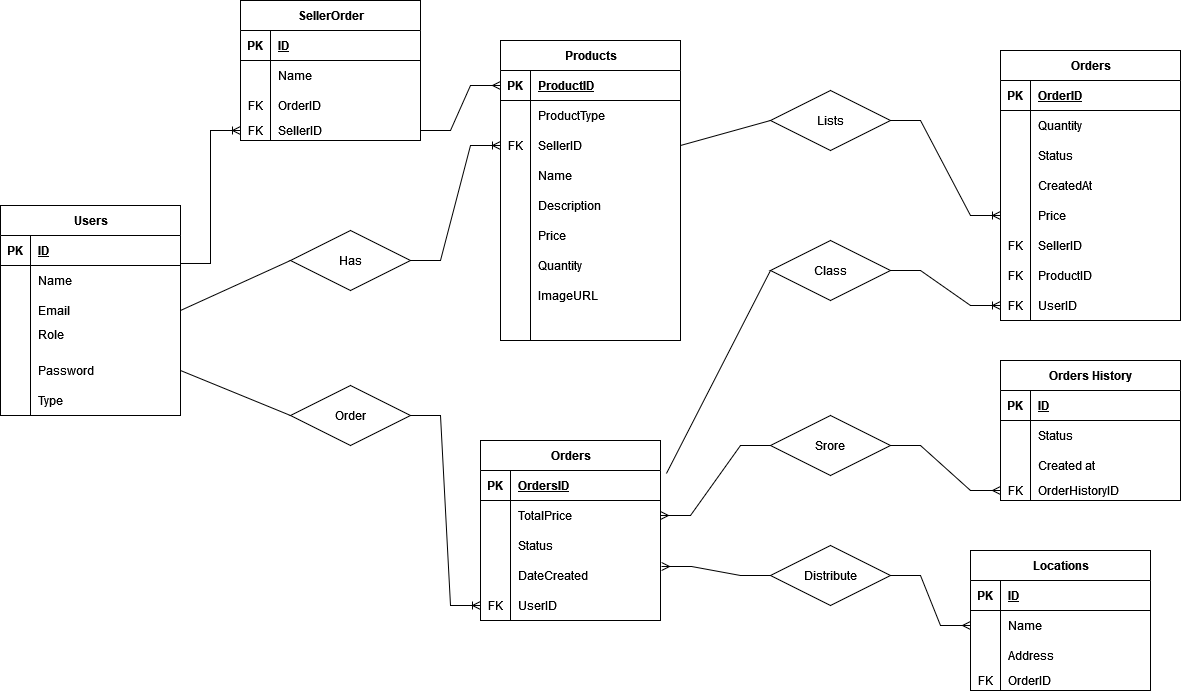 SellerOrder
PK ID
Name
FK OrderID
FK SellerID
Products
PK ProductID
ProductType
FK SellerID
Name
Description
Price
Quantity
ImageURL
Lists
Orders
PK OrderID
Quantity
Status
CreatedAt
Price
FK SellerID
FK ProductID
FK UserID
Users
PK ID
Name
Email
Role
Password
Type
Has
Class
Order
Orders
PK OrdersID
TotalPrice
Status
DateCreated
FK UserID
Srore
Orders History
PK ID
Status
Created at
FK OrderHistoryID
Distribute
Locations
PK ID
Name
Address
FK OrderID